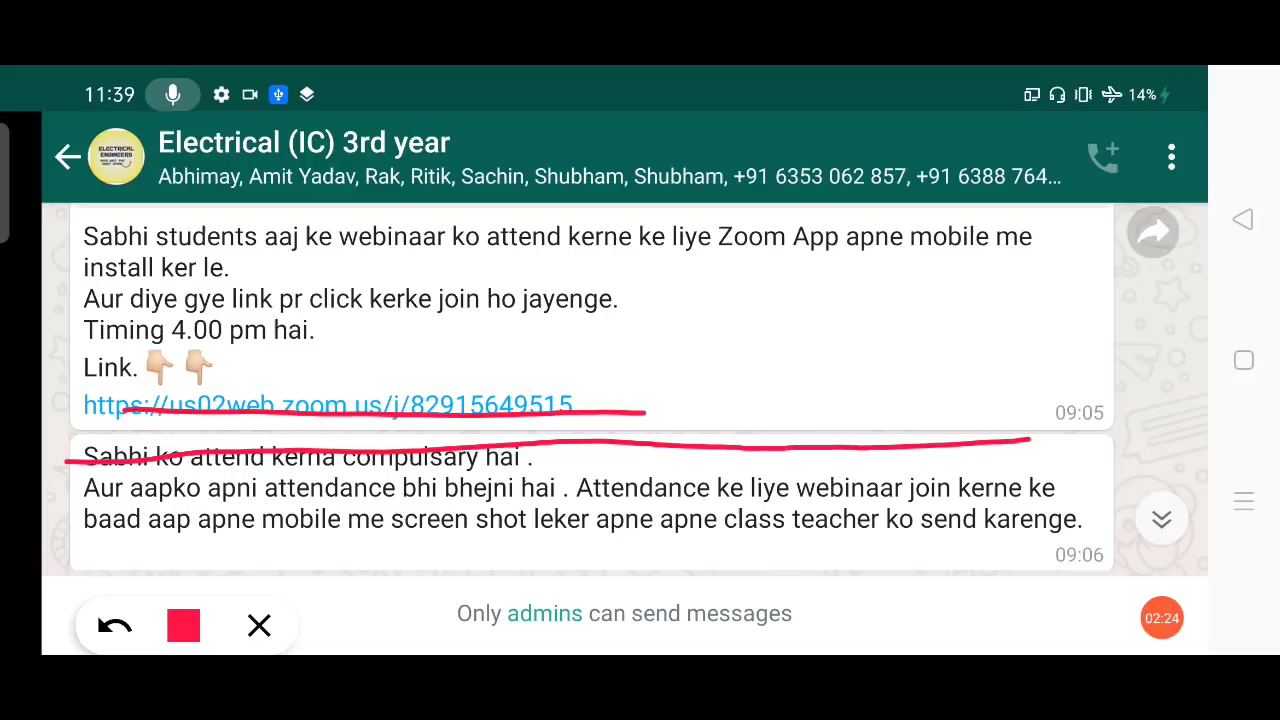 11:39
14%
Electrical (IC) 3rd year
Abhimay, Amit Yadav, Rak, Ritik, Sachin, Shubham, Shubham, +91 6353 062 857, +91 6388 764...
ELECTRICAL
ENGINEERS
Sabhi students aaj ke webinaar ko attend kerne ke liye Zoom App apne mobile me
install ker le.
Aur diye gye link pr click kerke join ho jayenge.
Timing 4.00 pm hai.
Link.
https://us02web.zoom.us/j/82915649515
09:05
Sabhi ko attend kerna compulsary hai .
Aur aapko apni attendance bhi bhejni hai . Attendance ke liye webinaar join kerne ke
baad aap apne mobile me screen shot leker apne apne class teacher ko send karenge.
09:06
Only admins can send messages
02:24